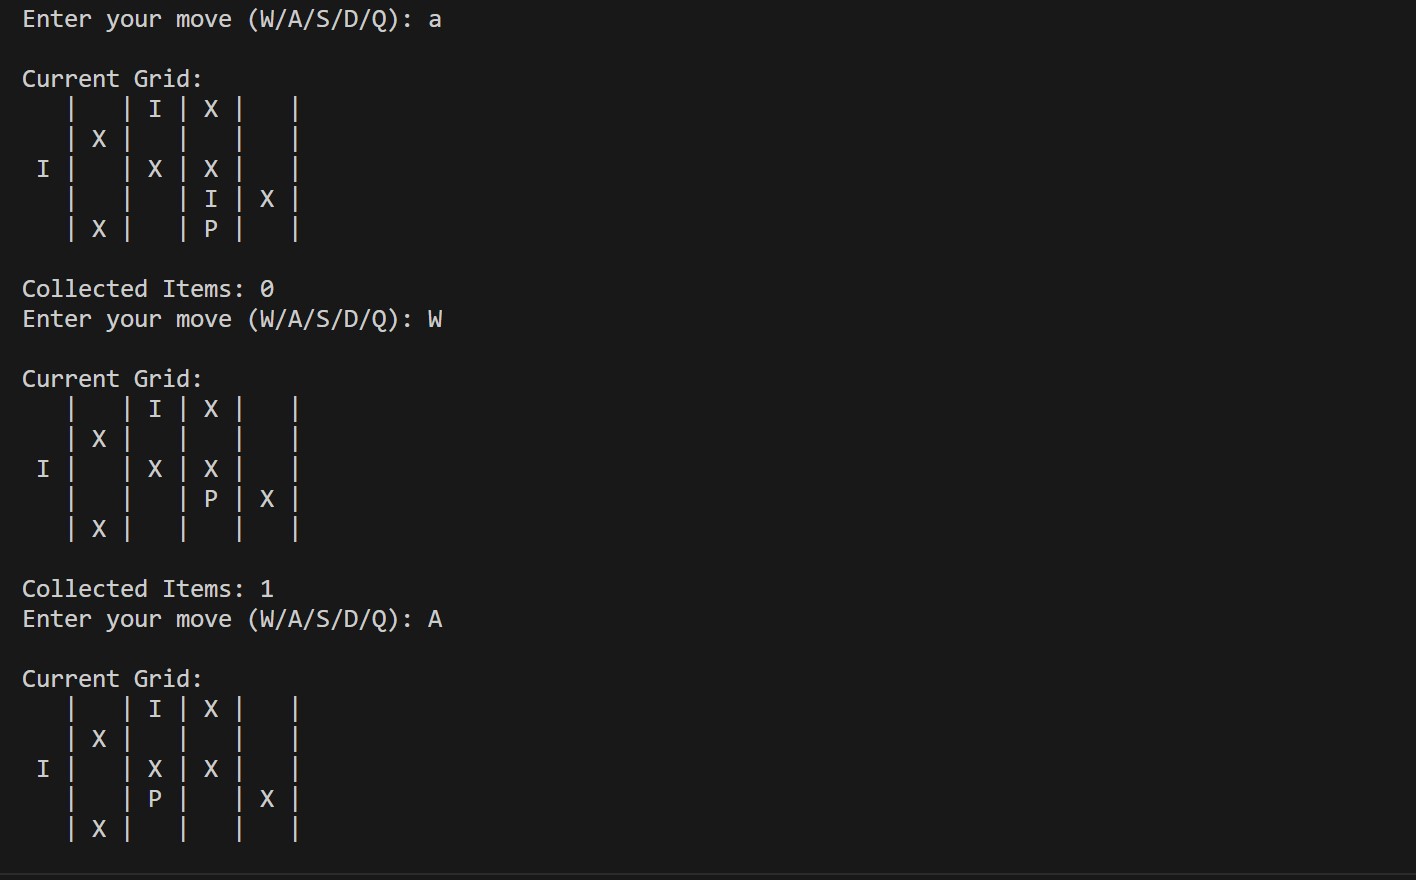 Enter your move (W/A/S/D/Q): a
Current Grid:
   |   | I | X |   |
   | X |   |   |   |
 I |   | X | X |   |
   |   |   | I | X |
   | X |   | P |   |
Collected Items: 0
Enter your move (W/A/S/D/Q): W
Current Grid:
   |   | I | X |   |
   | X |   |   |   |
 I |   | X | X |   |
   |   |   | P | X |
   | X |   |   |   |
Collected Items: 1
Enter your move (W/A/S/D/Q): A
Current Grid:
   |   | I | X |   |
   | X |   |   |   |
 I |   | X | X |   |
   |   | P |   | X |
   | X |   |   |   |